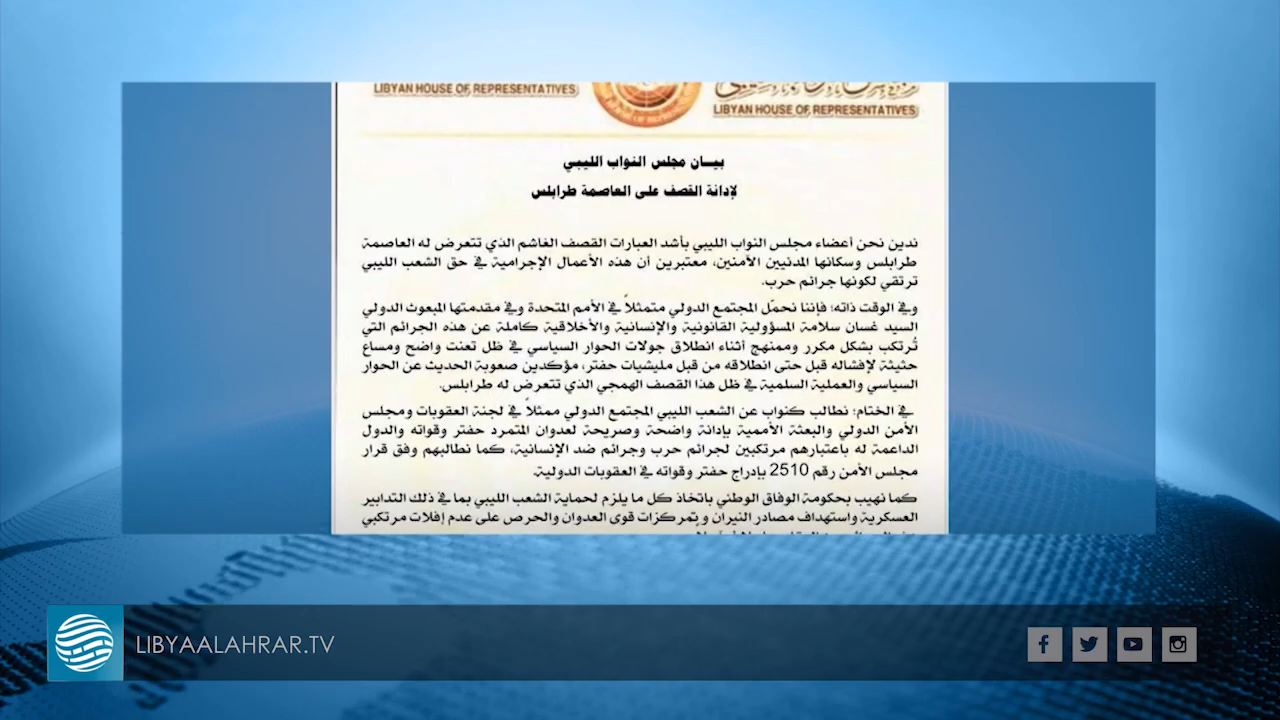 LIBYAN HOUSE OF REPRESENTATIVES
LIBYAN HOUSE OF REPRESENTATIVES
بيـــان مجلس النواب الليبي
لإدانة القصف على العاصمة طرابلس
ندين نحن أعضاء مجلس النواب الليبي بأشد العبارات القصف الغاشم الذي تتعرض له العاصمة
طرابلس وسكانها المدنيين الآمنين، معتبرين أن هذه الأعمال الإجرامية في حق الشعب الليبي
ترتقي لكونها جرائم حرب.
وفي الوقت ذاته؛ فإننا نحمّل المجتمع الدولي متمثلاً في الأمم المتحدة وفي مقدمتها المبعوث الدولي
السيد غسان سلامة المسؤولية القانونية والإنسانية والأخلاقية كاملة عن هذه الجرائم التي
تُرتكب بشكل مكرر وممنهج أثناء انطلاق جولات الحوار السياسي في ظل تعنت واضح ومساع
حثيثة لإفشاله قبل حتى انطلاقه من قبل مليشيات حفتر، مؤكدين صعوبة الحديث عن الحوار
السياسي والعملية السلمية في ظل هذا القصف الهمجي الذي تتعرض له طرابلس.
في الختام؛ نطالب كنواب عن الشعب الليبي المجتمع الدولي ممثلاً في لجنة العقوبات ومجلس
الأمن الدولي والبعثة الأممية بإدانة واضحة وصريحة لعدوان المتمرد حفتر وقواته والدول
الداعمة له باعتبارهم مرتكبين لجرائم حرب وجرائم ضد الإنسانية، كما نطالبهم وفق قرار
مجلس الأمن رقم 2510 بإدراج حفتر وقواته في العقوبات الدولية.
كما نهيب بحكومة الوفاق الوطني باتخاذ كل ما يلزم لحماية الشعب الليبي بما في ذلك التدابير
العسكرية واستهداف مصادر النيران وتمركزات قوى العدوان والحرص على عدم إفلات مرتكبي
LIBYAALAHRAR.TV